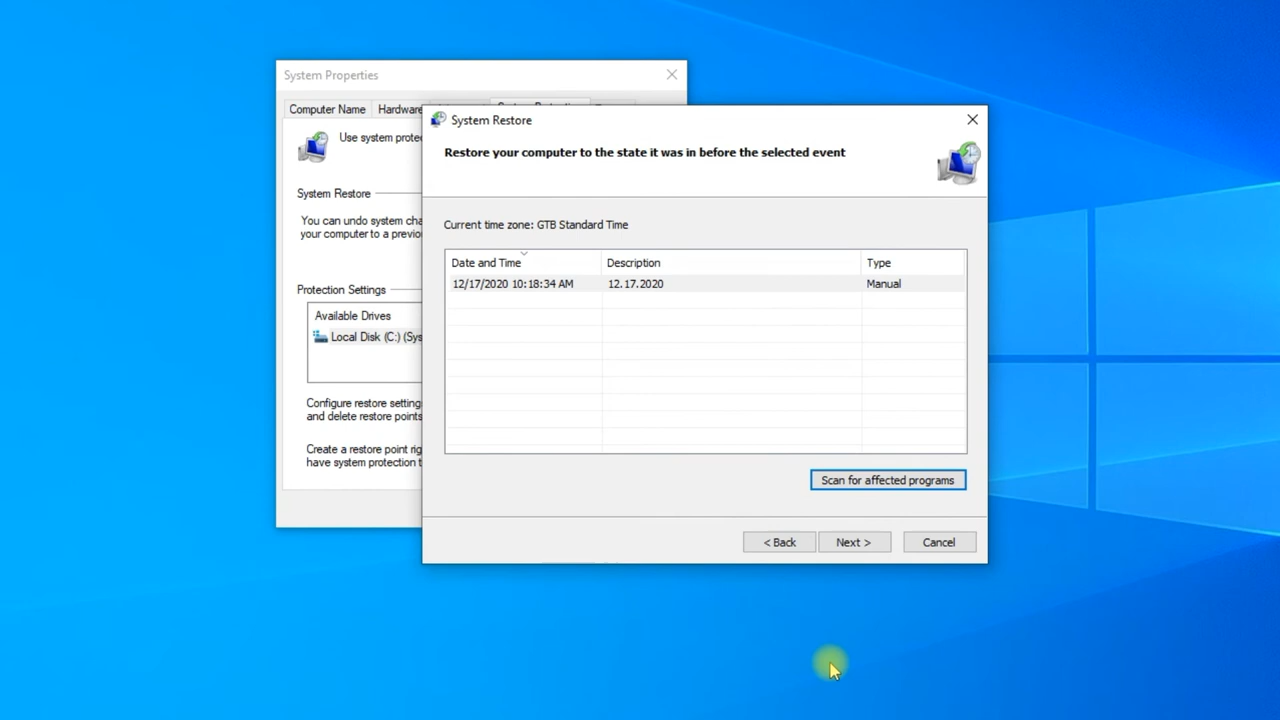 System Properties
Computer Name
Hardware
Use system prote
System Restore
You can undo system cha
your computer to a previo
Protection Settings
Available Drives
Local Disk (C:) (Sys
Configure restore setting
and delete restore points
Create a restore point rig
have system protection t
System Restore
Restore your computer to the state it was in before the selected event
Current time zone: GTB Standard Time
Date and Time Description Type
12/17/2020 10:18:34 AM 12.17.2020 Manual
Scan for affected programs
< Back Next > Cancel